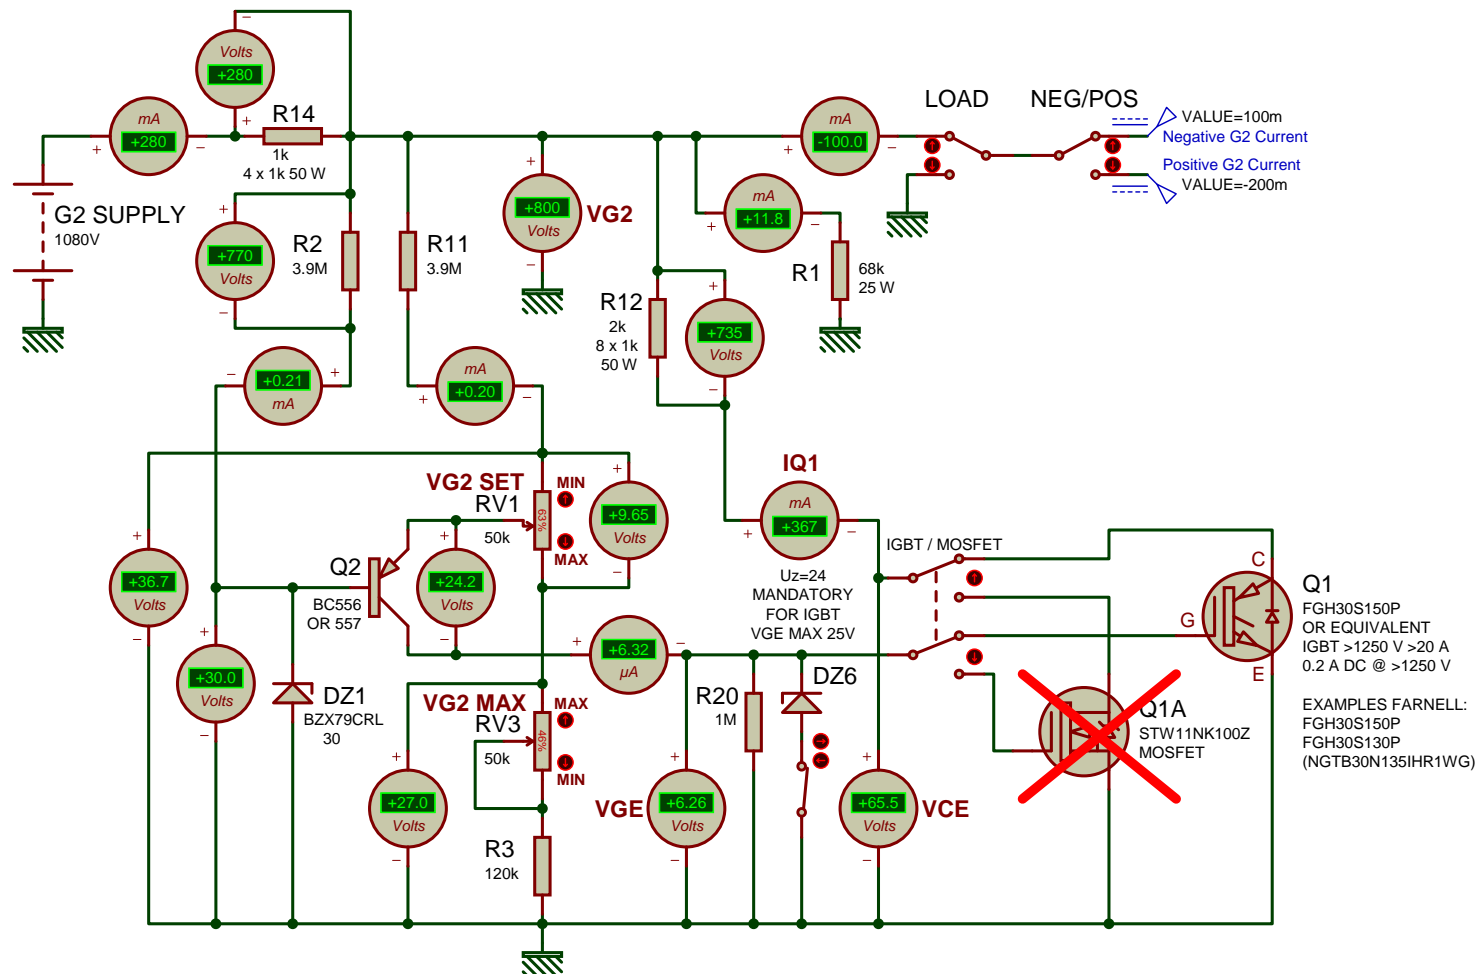 Volts
+280
mA
+280
R14
1k
4 x 1k 50 W
G2 SUPPLY
1080V
+770
Volts
R2
3.9M
R11
3.9M
+800
Volts
VG2
mA
-100.0
LOAD
NEG/POS
VALUE=100m
Negative G2 Current
Positive G2 Current
VALUE=-200m
mA
+11.8
R1
68k
25 W
R12
2k
8 x 1k
50 W
+735
Volts
+0.21
mA
mA
+0.20
VG2 SET
RV1
50k
63%
MIN
MAX
+9.65
Volts
IQ1
mA
+367
Uz=24
MANDATORY
FOR IGBT
VGE MAX 25V
IGBT / MOSFET
+36.7
Volts
Q2
BC556
OR 557
+24.2
Volts
+6.32
µA
+30.0
Volts
DZ1
BZX79CRL
30
VG2 MAX
RV3
50k
46%
MAX
MIN
+27.0
Volts
R3
120k
VGE
+6.26
Volts
R20
1M
DZ6
+65.5
Volts
VCE
C
G
E
Q1
FGH30S150P
OR EQUIVALENT
IGBT >1250 V >20 A
0.2 A DC @ >1250 V
Q1A
STW11NK100Z
MOSFET
EXAMPLES FARNELL:
FGH30S150P
FGH30S130P
(NGTB30N135IHR1WG)